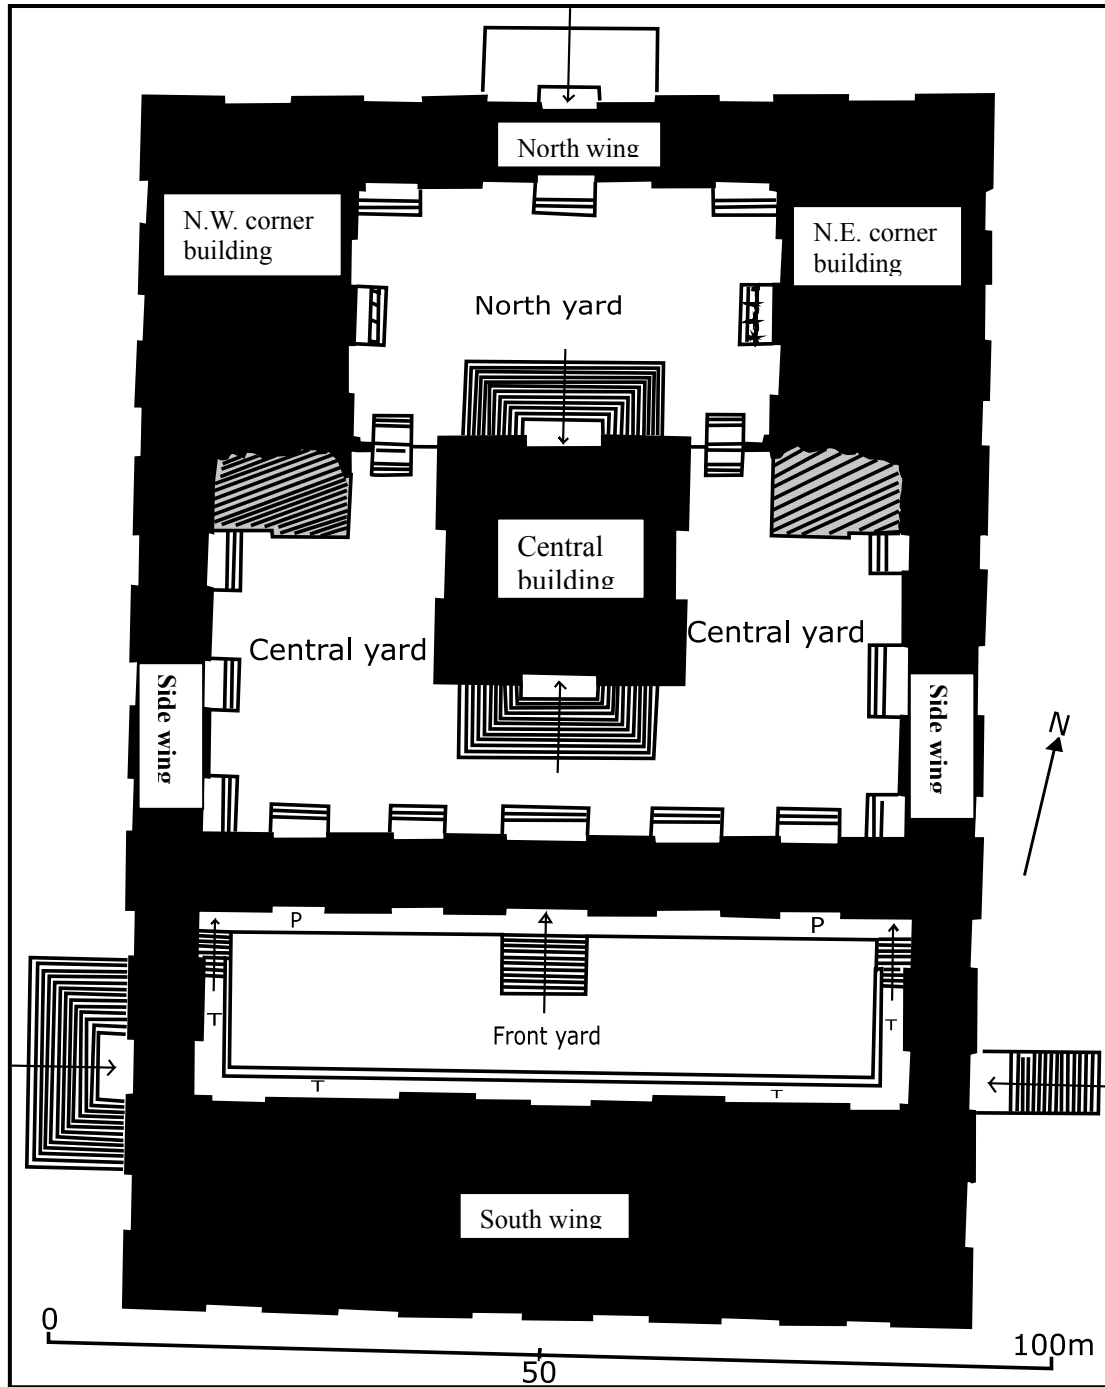 North wing
N.W. corner
building
N.E. corner
building
North yard
Central
building
Central yard
Central yard
Side wing
Side wing
N
P
P
T
T
Front yard
T
T
South wing
0
50
100m